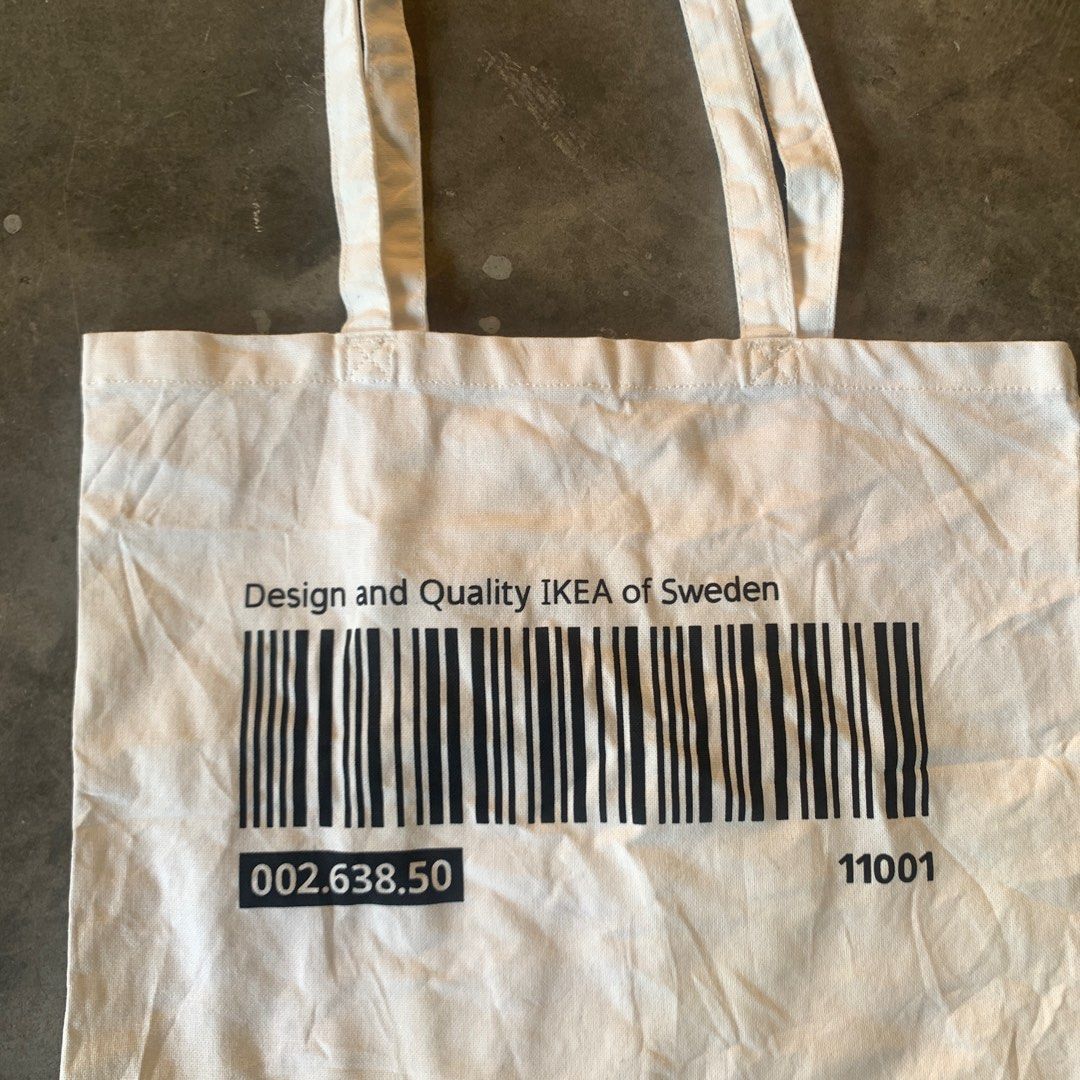 Design and Quality IKEA of Sweden
002.638.50
11001